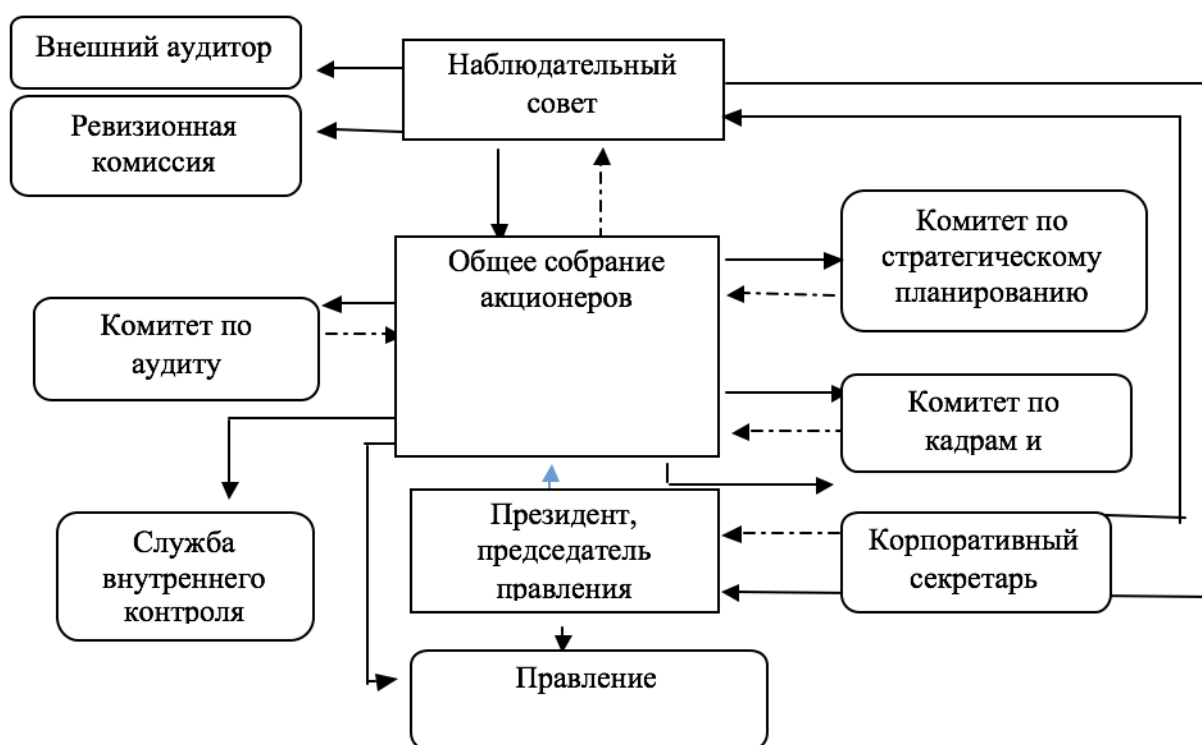 Внешний аудитор
Наблюдательный
совет
Ревизионная
комиссия
Общее собрание
акционеров
Комитет по
стратегическому
планированию
Комитет по
аудиту
Комитет по
кадрам и
Служба
внутреннего
контроля
Президент,
председатель
правления
Корпоративный
секретарь
Правление